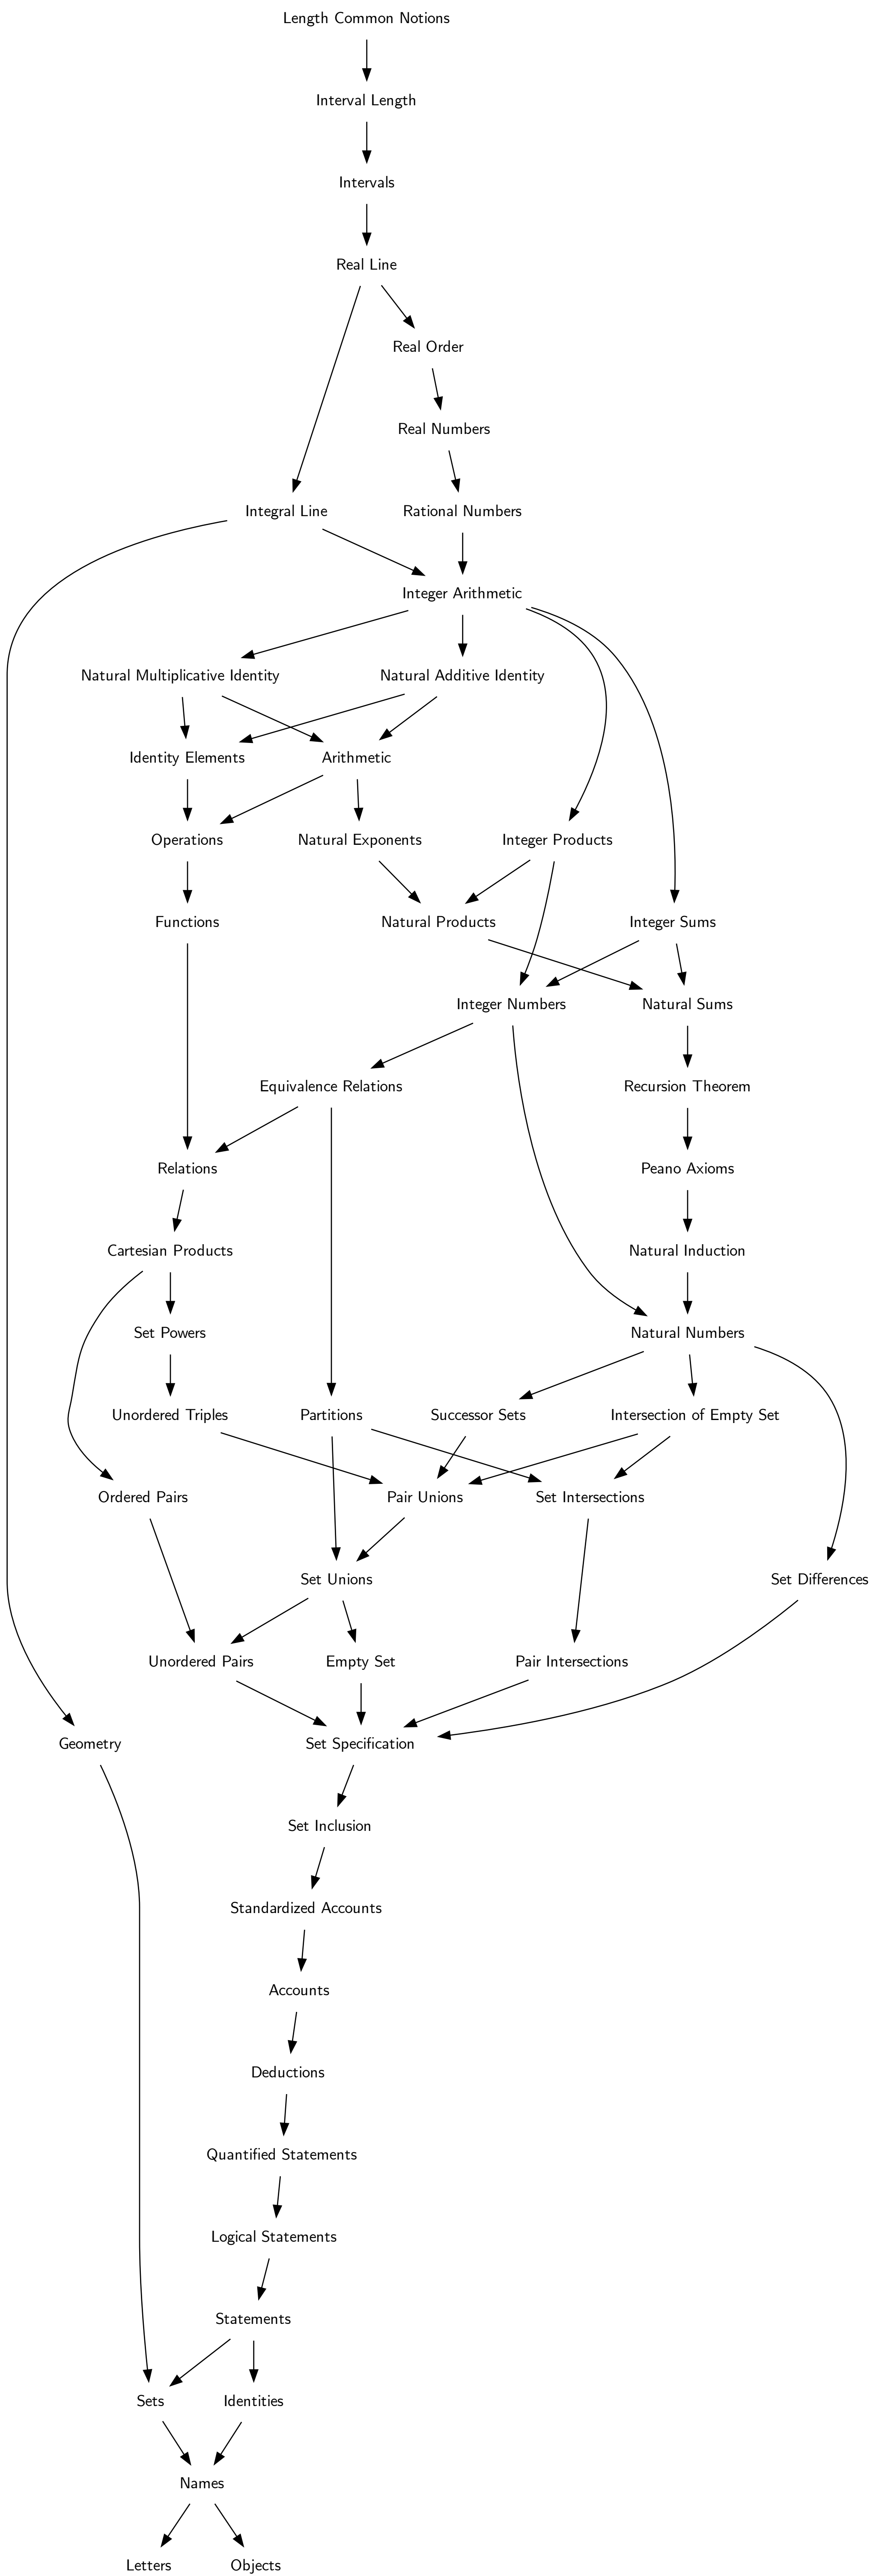 Length Common Notions
Interval Length
Intervals
Real Line
Real Order
Real Numbers
Integral Line
Rational Numbers
Integer Arithmetic
Natural Multiplicative Identity
Natural Additive Identity
Identity Elements
Arithmetic
Operations
Natural Exponents
Integer Products
Functions
Natural Products
Integer Sums
Integer Numbers
Natural Sums
Equivalence Relations
Recursion Theorem
Relations
Peano Axioms
Cartesian Products
Natural Induction
Set Powers
Natural Numbers
Unordered Triples
Partitions
Successor Sets
Intersection of Empty Set
Ordered Pairs
Pair Unions
Set Intersections
Set Unions
Set Differences
Unordered Pairs
Empty Set
Pair Intersections
Geometry
Set Specification
Set Inclusion
Standardized Accounts
Accounts
Deductions
Quantified Statements
Logical Statements
Statements
Sets
Identities
Names
Letters
Objects